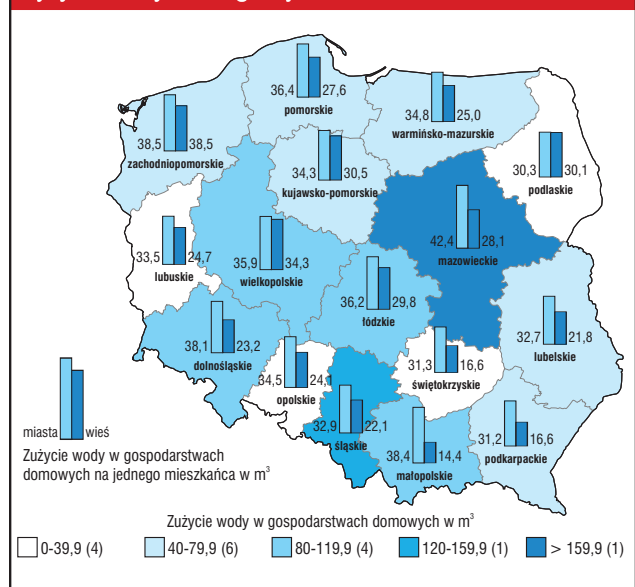 36,4 27,6
pomorskie
34,8 25,0
warmińsko-mazurskie
38,5 38,5
zachodniopomorskie
34,3 30,5
kujawsko-pomorskie
30,3 30,1
podlaskie
42,4 28,1
mazowieckie
33,5 24,7
lubuskie
35,9 34,3
wielkopolskie
36,2 29,8
łódzkie
38,1 23,2
dolnośląskie
32,7 21,8
lubelskie
34,5 24,1
opolskie
31,3 16,6
świętokrzyskie
32,9 22,1
śląskie
38,4 14,4
małopolskie
31,2 16,6
podkarpackie
miasta wieś
Zużycie wody w gospodarstwach
domowych na jednego mieszkańca w m³
Zużycie wody w gospodarstwach domowych w m³
0-39,9 (4) 40-79,9 (6) 80-119,9 (4) 120-159,9 (1) > 159,9 (1)